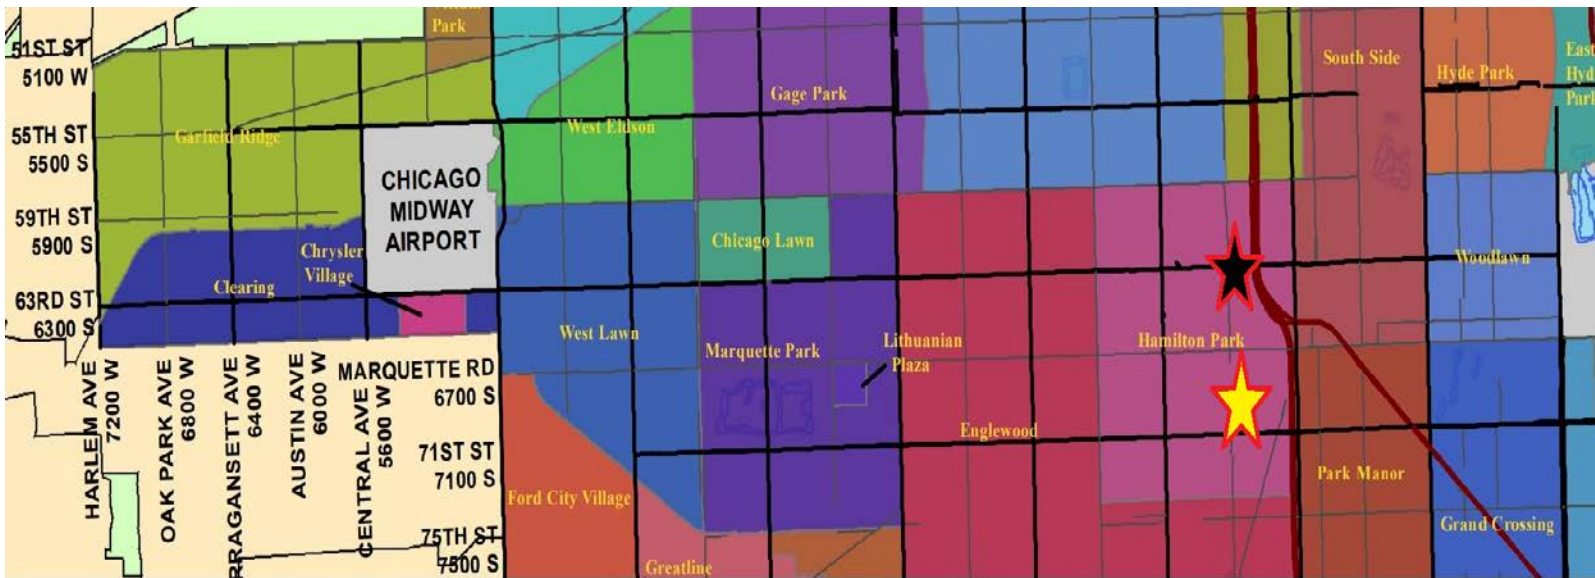 Park
51ST ST
5100 W
55TH ST
5500 S
59TH ST
5900 S
63RD ST
6300 S
Garfield Ridge
CHICAGO
MIDWAY
AIRPORT
Chrysler
Village
Clearing
West Eldson
Gage Park
South Side
Hyde Park
East
Hyd
Park
Chicago Lawn
Woodlawn
West Lawn
Marquette Park
Lithuanian
Plaza
Hamilton Park
Englewood
Ford City Village
Park Manor
Grand Crossing
Greatline
MARQUETTE RD
6700 S
71ST ST
7100 S
75TH ST
7500 S
HARLEM AVE
7200 W
OAK PARK AVE
6800 W
RRAGANSETT AVE
6400 W
AUSTIN AVE
6000 W
CENTRAL AVE
5600 W